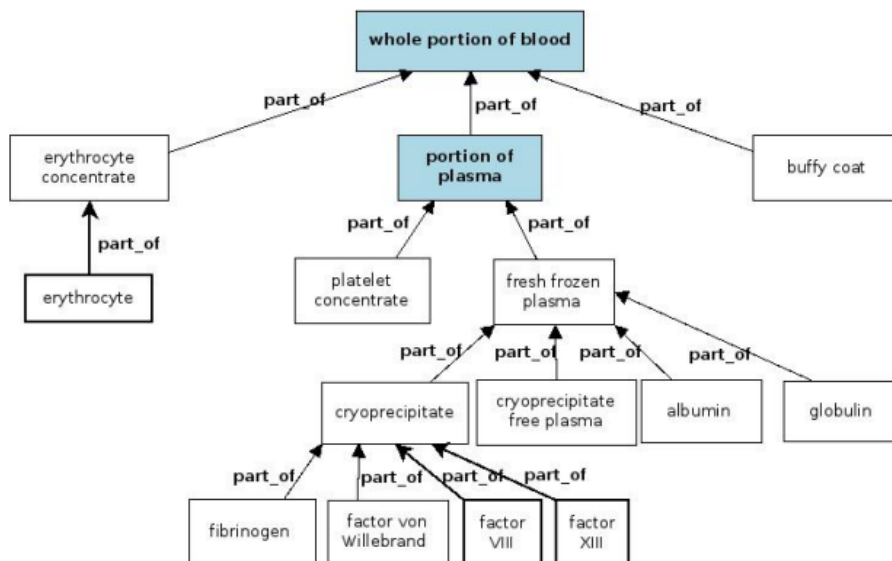 whole portion of blood
part_of
part_of
part_of
erythrocyte
concentrate
portion of
plasma
buffy coat
part_of
part_of
part_of
erythrocyte
platelet
concentrate
fresh frozen
plasma
part_of
part_of
part_of
part_of
cryoprecipitate
cryoprecipitate
free plasma
albumin
globulin
part_of
part_of
part_of
part_of
fibrinogen
factor von
Willebrand
factor
VIII
factor
XIII